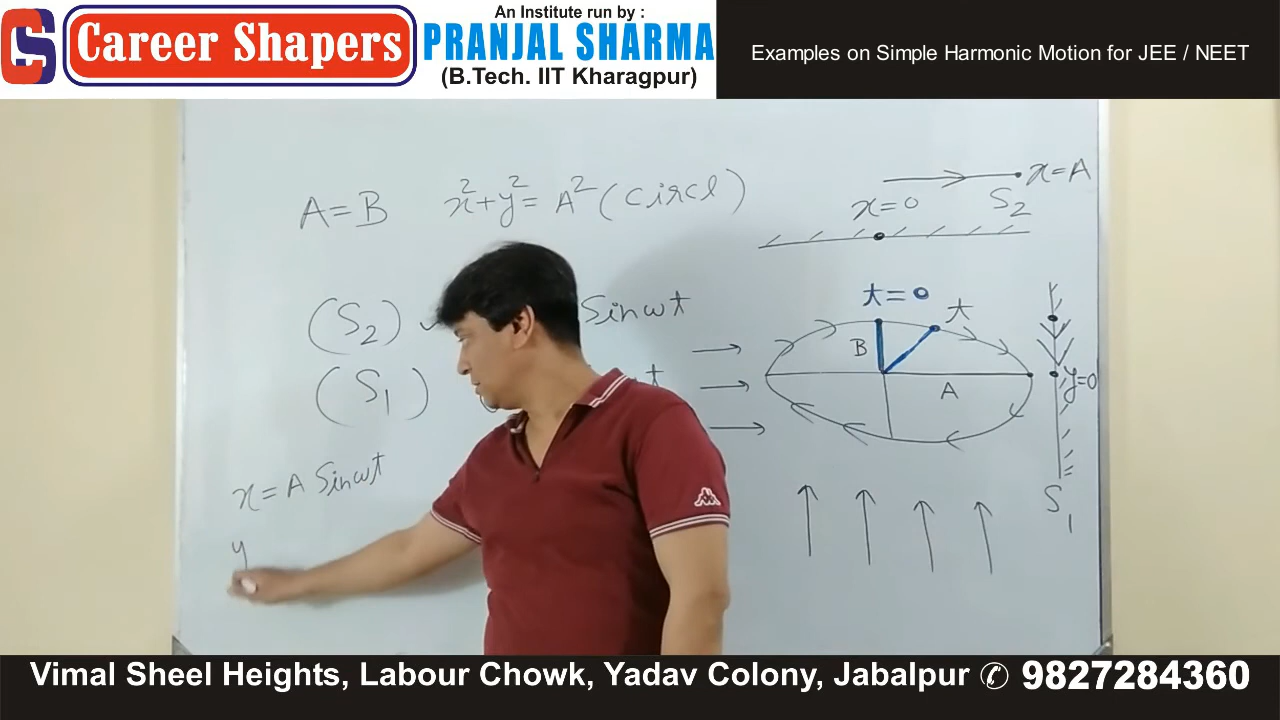 CS Career Shapers
An Institute run by :
PRANJAL SHARMA
(B.Tech. IIT Kharagpur)
Examples on Simple Harmonic Motion for JEE / NEET
A=B x²+y²= A² (circl)
(S₂) Sinωt
(S₁) t
x=A Sinωt
y
x=A
x=0 S₂
t=0 t
B
A
y=0
S₁
Vimal Sheel Heights, Labour Chowk, Yadav Colony, Jabalpur ✆ 9827284360